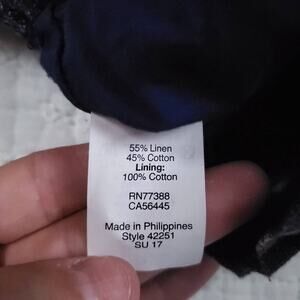 55% Linen
45% Cotton
Lining:
100% Cotton
RN77388
CA56445
Made in Philippines
Style 42251
SU 17